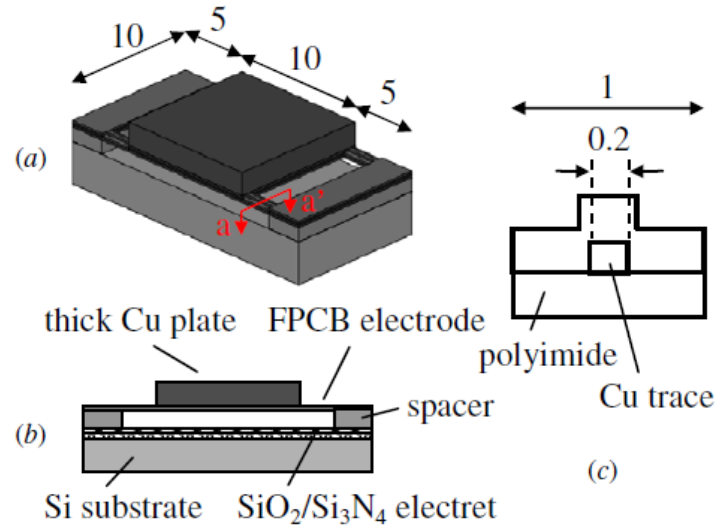 5
10
10
5
(a)
a
a'
1
0.2
thick Cu plate
FPCB electrode
polyimide
Cu trace
spacer
(b)
(c)
Si substrate
SiO₂/Si₃N₄ electret